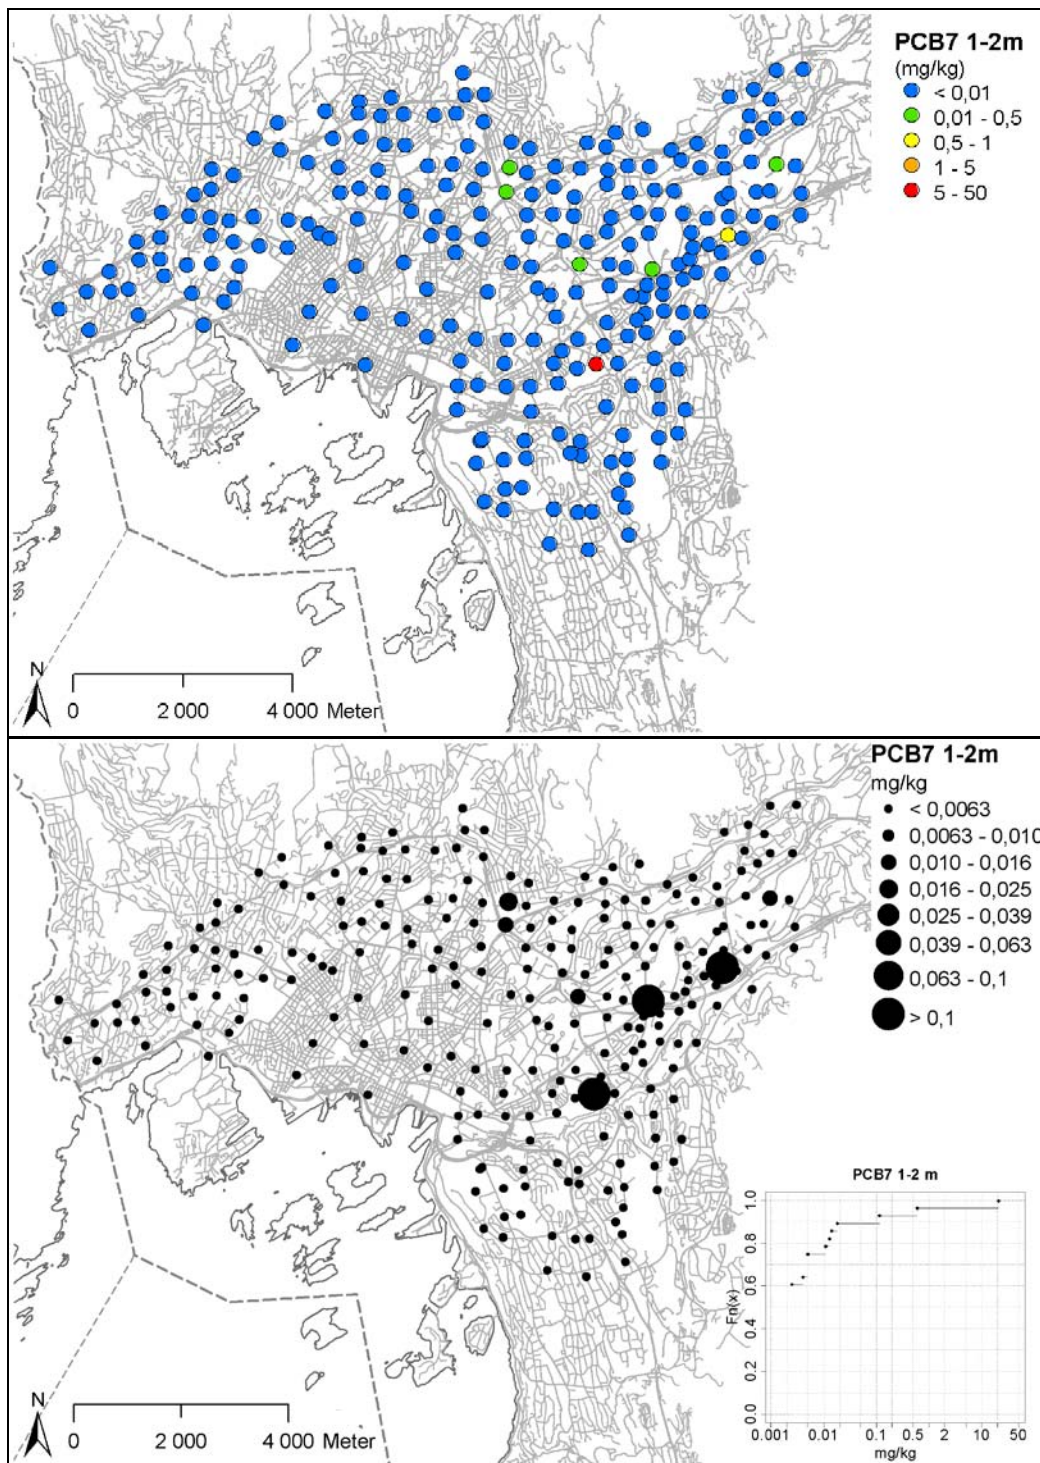 PCB7 1-2m
(mg/kg)
< 0,01
0,01 - 0,5
0,5 - 1
1 - 5
5 - 50
N
0 2 000 4 000 Meter
PCB7 1-2m
mg/kg
< 0,0063
0,0063 - 0,010
0,010 - 0,016
0,016 - 0,025
0,025 - 0,039
0,039 - 0,063
0,063 - 0,1
> 0,1
PCB7 1-2 m
Fn(x)
1.0
0.8
0.6
0.4
0.2
0.0
0.001 0.01 0.1 0.5 2 10 50
mg/kg
N
0 2 000 4 000 Meter